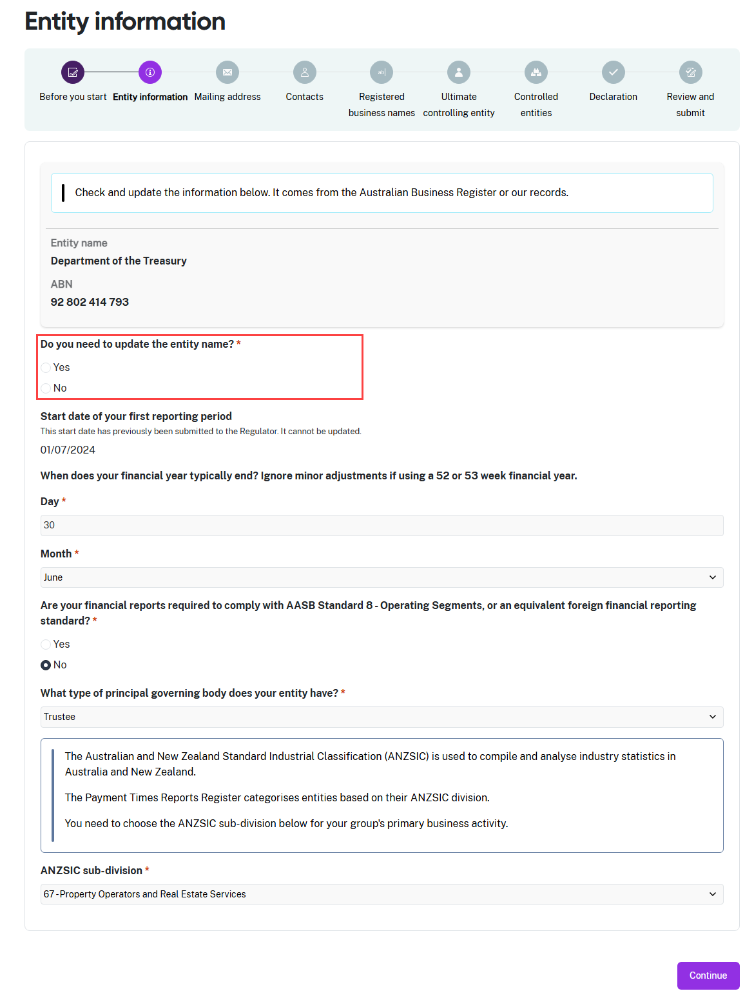 Entity information
Before you start
Entity information
Mailing address
Contacts
Registered
business names
Ultimate
controlling entity
Controlled
entities
Declaration
Review and
submit
Check and update the information below. It comes from the Australian Business Register or our records.
Entity name
Department of the Treasury
ABN
92 802 414 793
Do you need to update the entity name? *
Yes
No
Start date of your first reporting period
This start date has previously been submitted to the Regulator. It cannot be updated.
01/07/2024
When does your financial year typically end? Ignore minor adjustments if using a 52 or 53 week financial year.
Day *
30
Month *
June
Are your financial reports required to comply with AASB Standard 8 - Operating Segments, or an equivalent foreign financial reporting
standard? *
Yes
No
What type of principal governing body does your entity have? *
Trustee
The Australian and New Zealand Standard Industrial Classification (ANZSIC) is used to compile and analyse industry statistics in
Australia and New Zealand.
The Payment Times Reports Register categorises entities based on their ANZSIC division.
You need to choose the ANZSIC sub-division below for your group's primary business activity.
ANZSIC sub-division *
67 - Property Operators and Real Estate Services
Continue